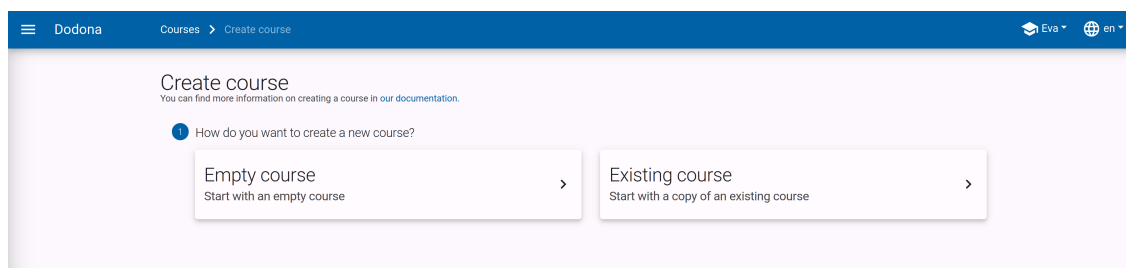 Dodona Courses Create course Eva en
Create course
You can find more information on creating a course in our documentation.
1 How do you want to create a new course?
Empty course
Start with an empty course
Existing course
Start with a copy of an existing course